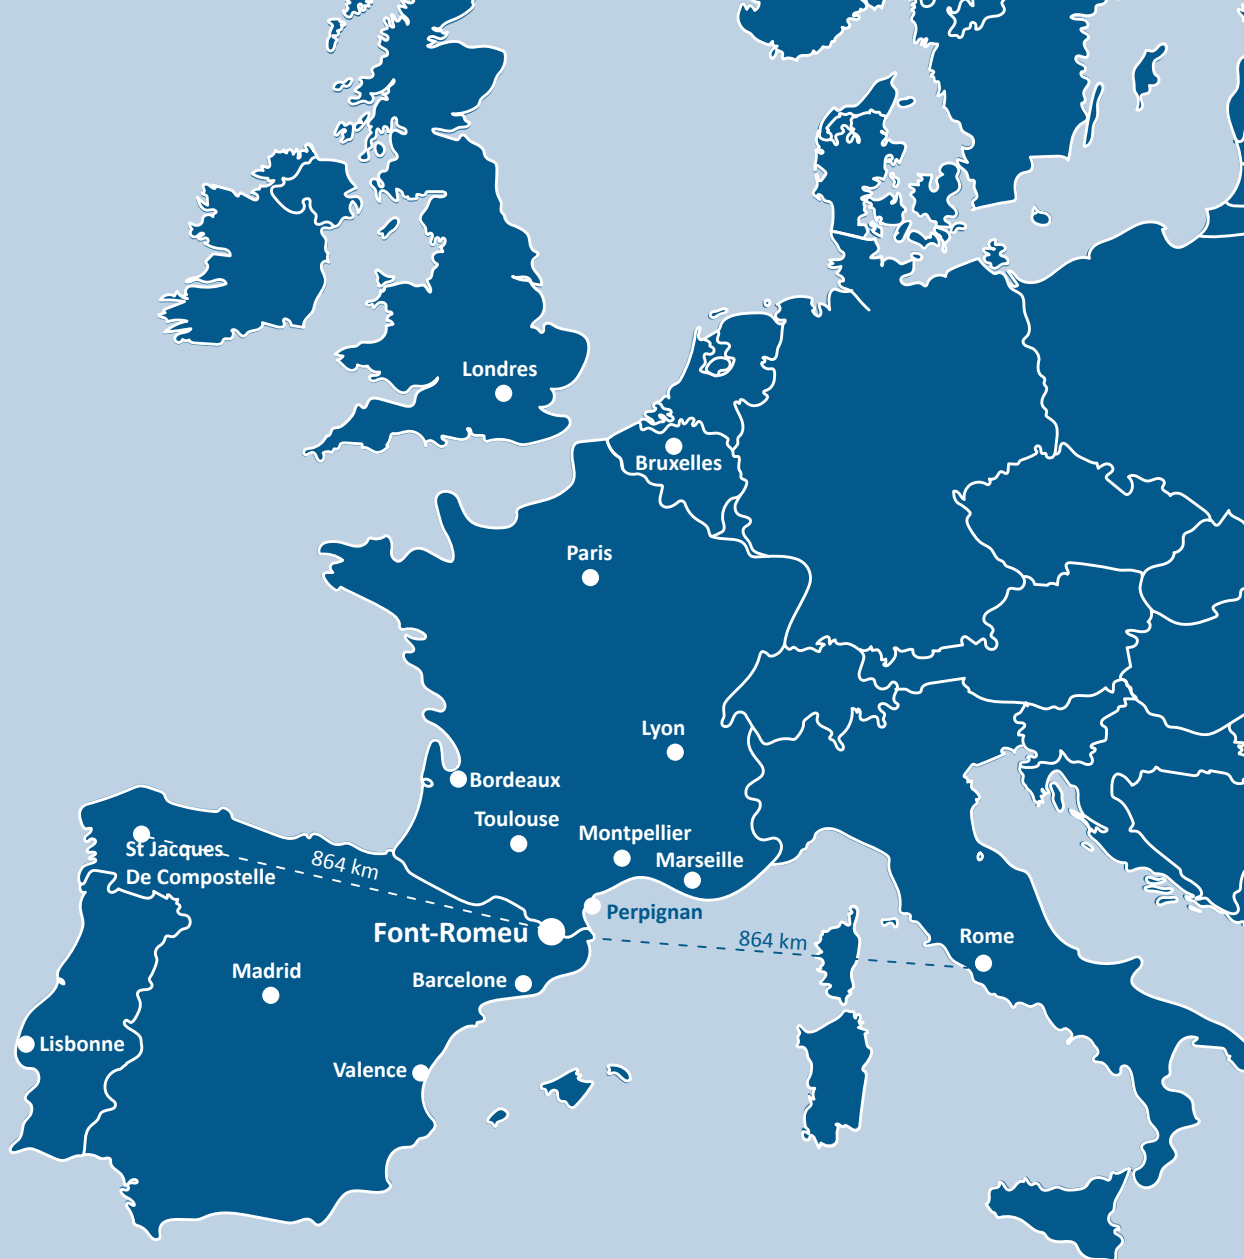 Londres
Bruxelles
Paris
Lyon
Bordeaux
Toulouse
Montpellier
Marseille
St Jacques
De Compostelle
864 km
Perpignan
Font-Romeu
864 km
Rome
Madrid
Barcelone
Lisbonne
Valence